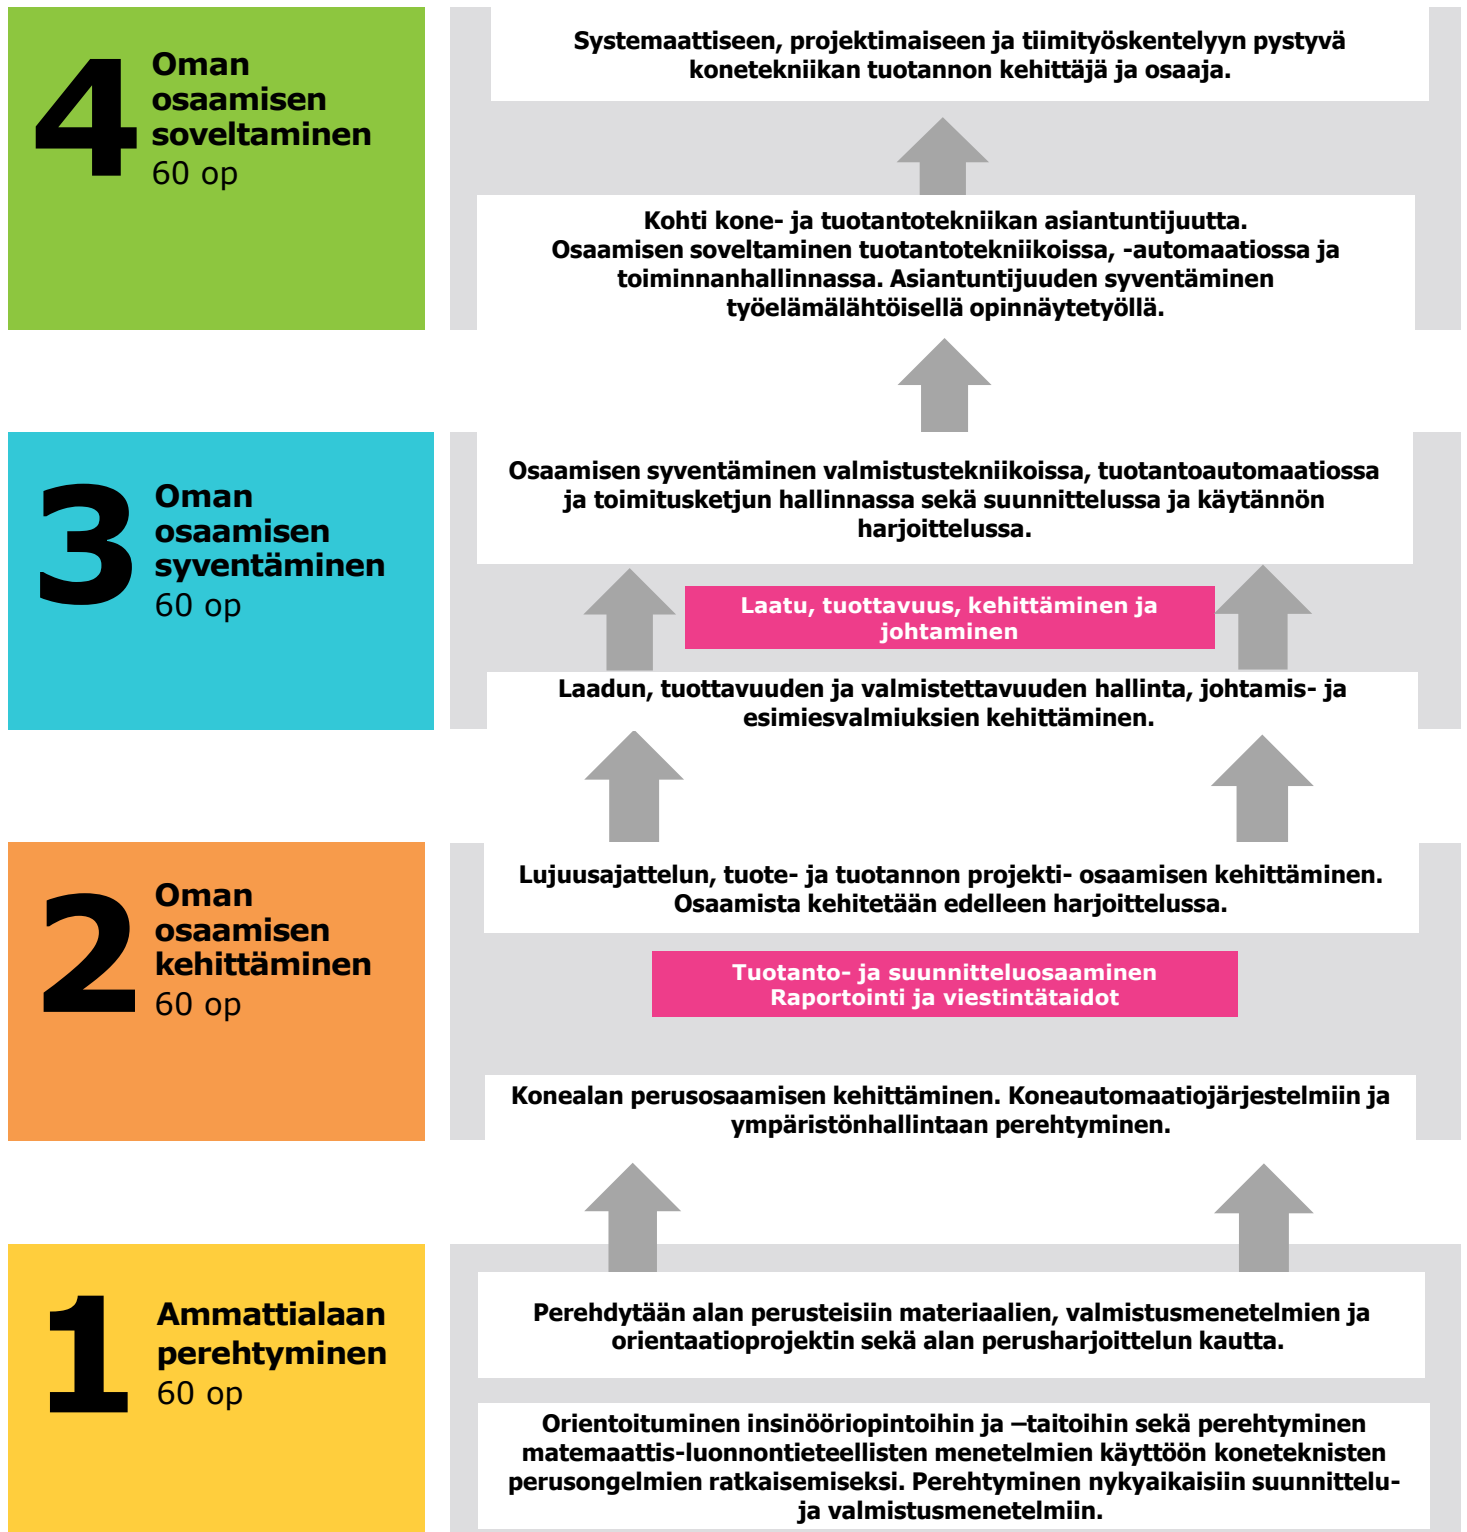 4
Oman
osaamisen
soveltaminen
60 op
Systemaattiseen, projektimaiseen ja tiimityöskentelyyn pystyvä
konetekniikan tuotannon kehittäjä ja osaaja.
Kohti kone- ja tuotantotekniikan asiantuntijuutta.
Osaamisen soveltaminen tuotantotekniikoissa, -automaatiossa ja
toiminnanhallinnassa. Asiantuntijuuden syventäminen
työelämälähtöisellä opinnäytetyöllä.
3
Oman
osaamisen
syventäminen
60 op
Osaamisen syventäminen valmistustekniikoissa, tuotantoautomaatiossa
ja toimitusketjun hallinnassa sekä suunnittelussa ja käytännön
harjoittelussa.
Laatu, tuottavuus, kehittäminen ja
johtaminen
Laadun, tuottavuuden ja valmistettavuuden hallinta, johtamis- ja
esimiesvalmiuksien kehittäminen.
2
Oman
osaamisen
kehittäminen
60 op
Lujuusajattelun, tuote- ja tuotannon projekti- osaamisen kehittäminen.
Osaamista kehitetään edelleen harjoittelussa.
Tuotanto- ja suunnitteluosaaminen
Raportointi ja viestintätaidot
Konealan perusosaamisen kehittäminen. Koneautomaatiojärjestelmiin ja
ympäristönhallintaan perehtyminen.
1
Ammattialaan
perehtyminen
60 op
Perehdytään alan perusteisiin materiaalien, valmistusmenetelmien ja
orientaatioprojektin sekä alan perusharjoittelun kautta.
Orientoituminen insinööriopintoihin ja –taitoihin sekä perehtyminen
matemaattis-luonnontieteellisten menetelmien käyttöön koneteknisten
perusongelmien ratkaisemiseksi. Perehtyminen nykyaikaisiin suunnittelu-
ja valmistusmenetelmiin.